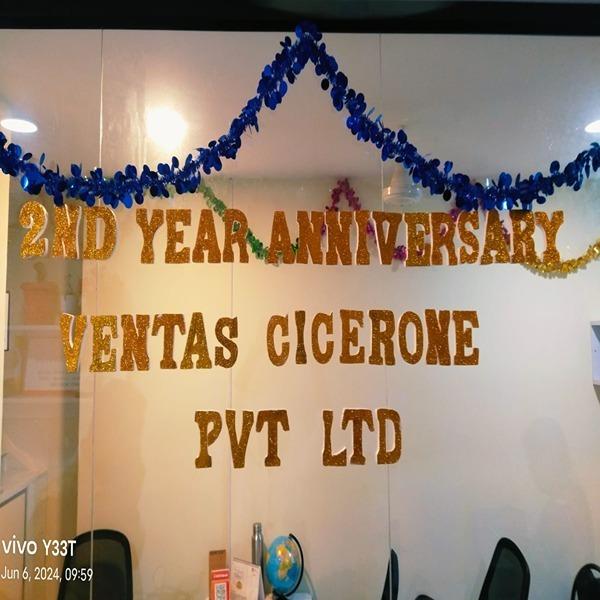 2ND YEAR ANNIVERSARY
VENTAS CICERONE
PVT LTD
vivo Y33T
Jun 6, 2024, 09:59